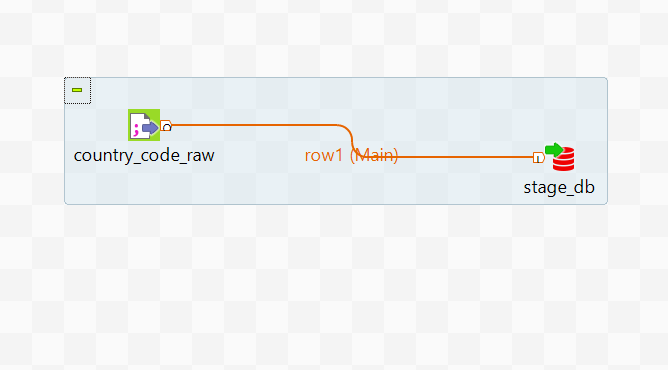 country_code_raw
row1 (Main)
stage_db